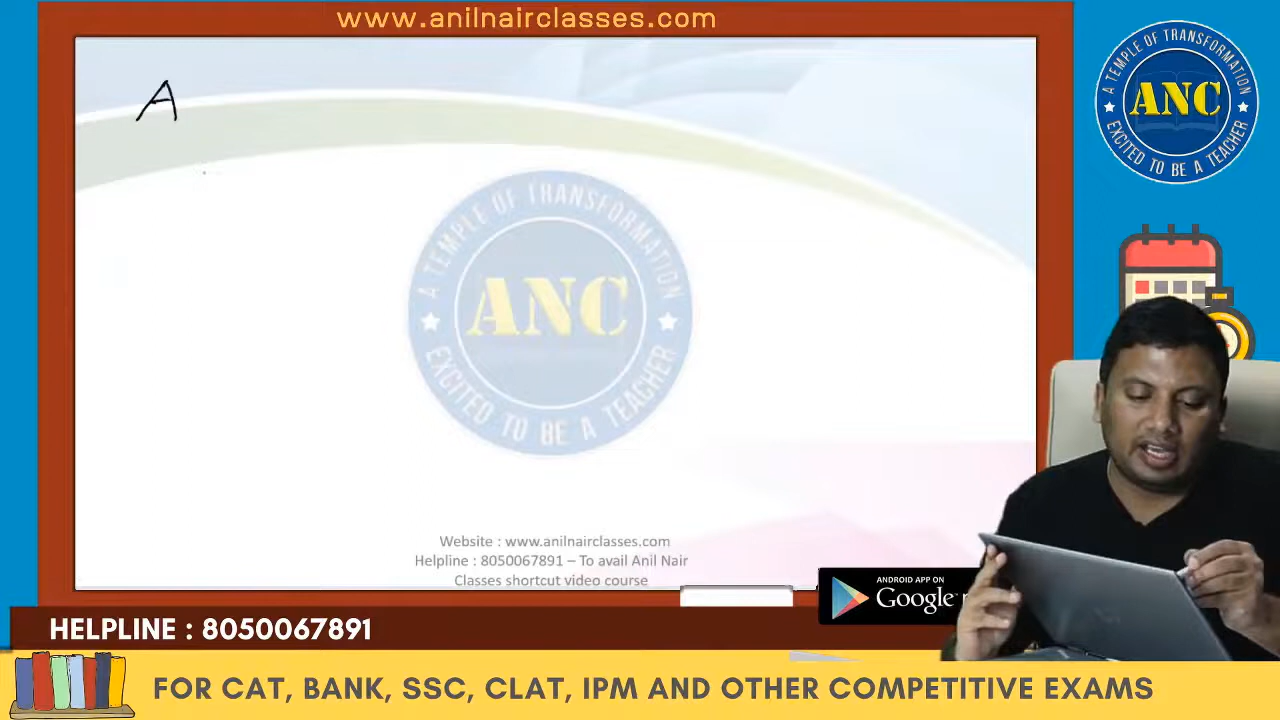 www.anilnairclasses.com
A
A TEMPLE OF TRANSFORMATION
ANC
EXCITED TO BE A TEACHER
A TEMPLE OF TRANSFORMATION
ANC
EXCITED TO BE A TEACHER
Website : www.anilnairclasses.com
Helpline : 8050067891 – To avail Anil Nair
Classes shortcut video course
ANDROID APP ON
Google
HELPLINE : 8050067891
FOR CAT, BANK, SSC, CLAT, IPM AND OTHER COMPETITIVE EXAMS